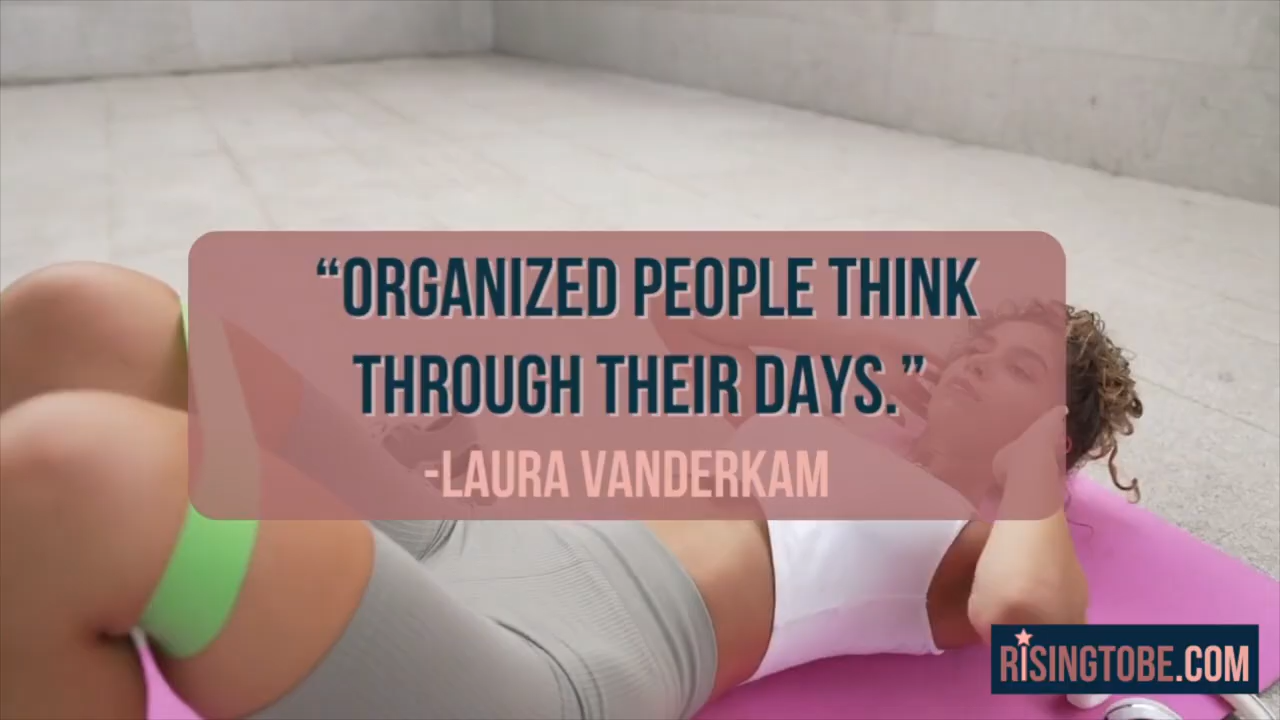 “ORGANIZED PEOPLE THINK
THROUGH THEIR DAYS.”
-LAURA VANDERKAM
RISINGTOBE.COM